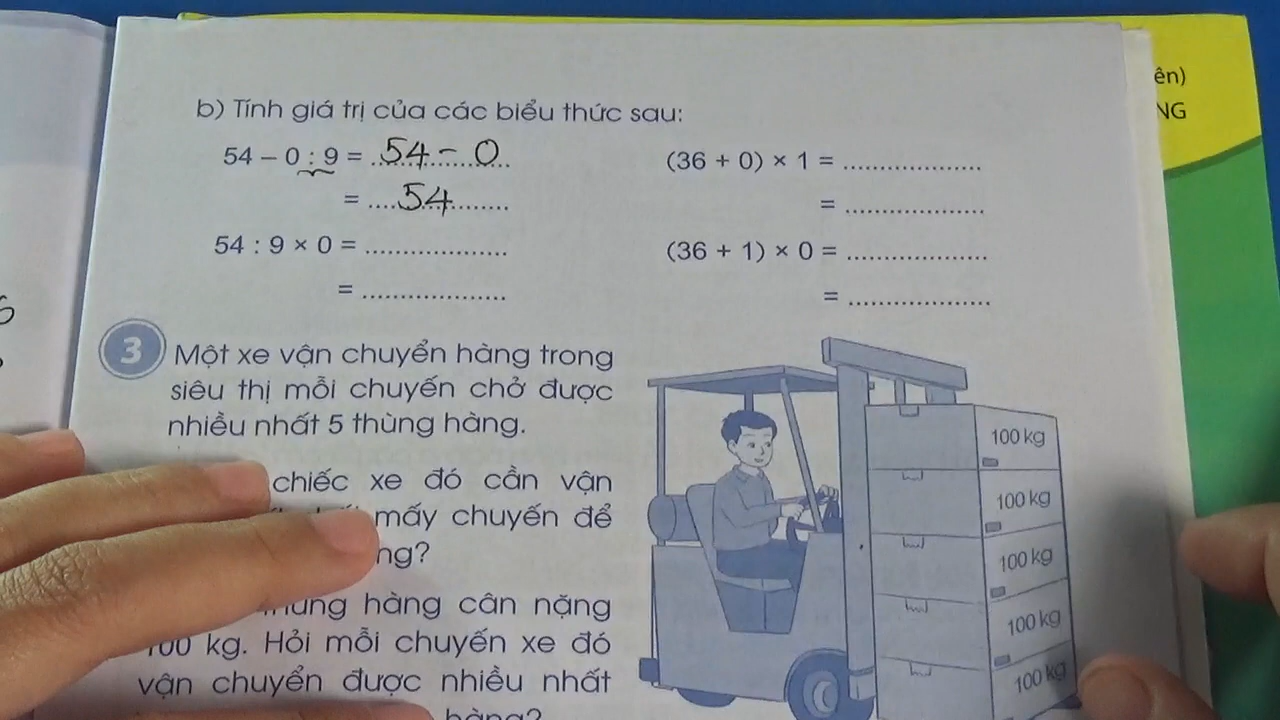 b) Tính giá trị của các biểu thức sau:
54 – 0 : 9 = 54 – 0
= 54
54 : 9 × 0 = ...................
= ...................
(36 + 0) × 1 = ...................
= ...................
(36 + 1) × 0 = ...................
= ...................
3 Một xe vận chuyển hàng trong
siêu thị mỗi chuyến chở được
nhiều nhất 5 thùng hàng.
chiếc xe đó cần vận
mấy chuyến để
hàng cân nặng
100 kg. Hỏi mỗi chuyến xe đó
vận chuyển được nhiều nhất
hàng?
100 kg
100 kg
100 kg
100 kg
100 kg
ên)
NG